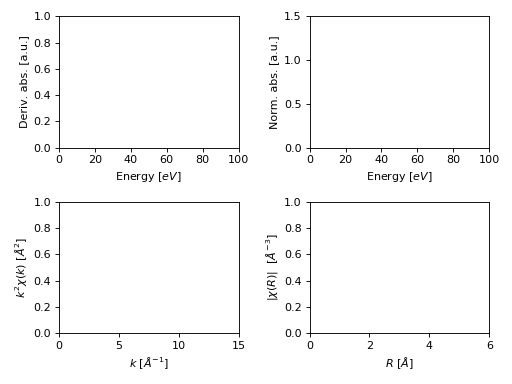 1.0
0.8
0.6
0.4
0.2
0.0
Deriv. abs. [a.u.]
0 20 40 60 80 100
Energy [eV]
1.5
1.0
0.5
0.0
Norm. abs. [a.u.]
0 20 40 60 80 100
Energy [eV]
1.0
0.8
0.6
0.4
0.2
0.0
k²χ(k) [Å²]
0 5 10 15
k [Å⁻¹]
1.0
0.8
0.6
0.4
0.2
0.0
|χ(R)| [Å⁻³]
0 2 4 6
R [Å]